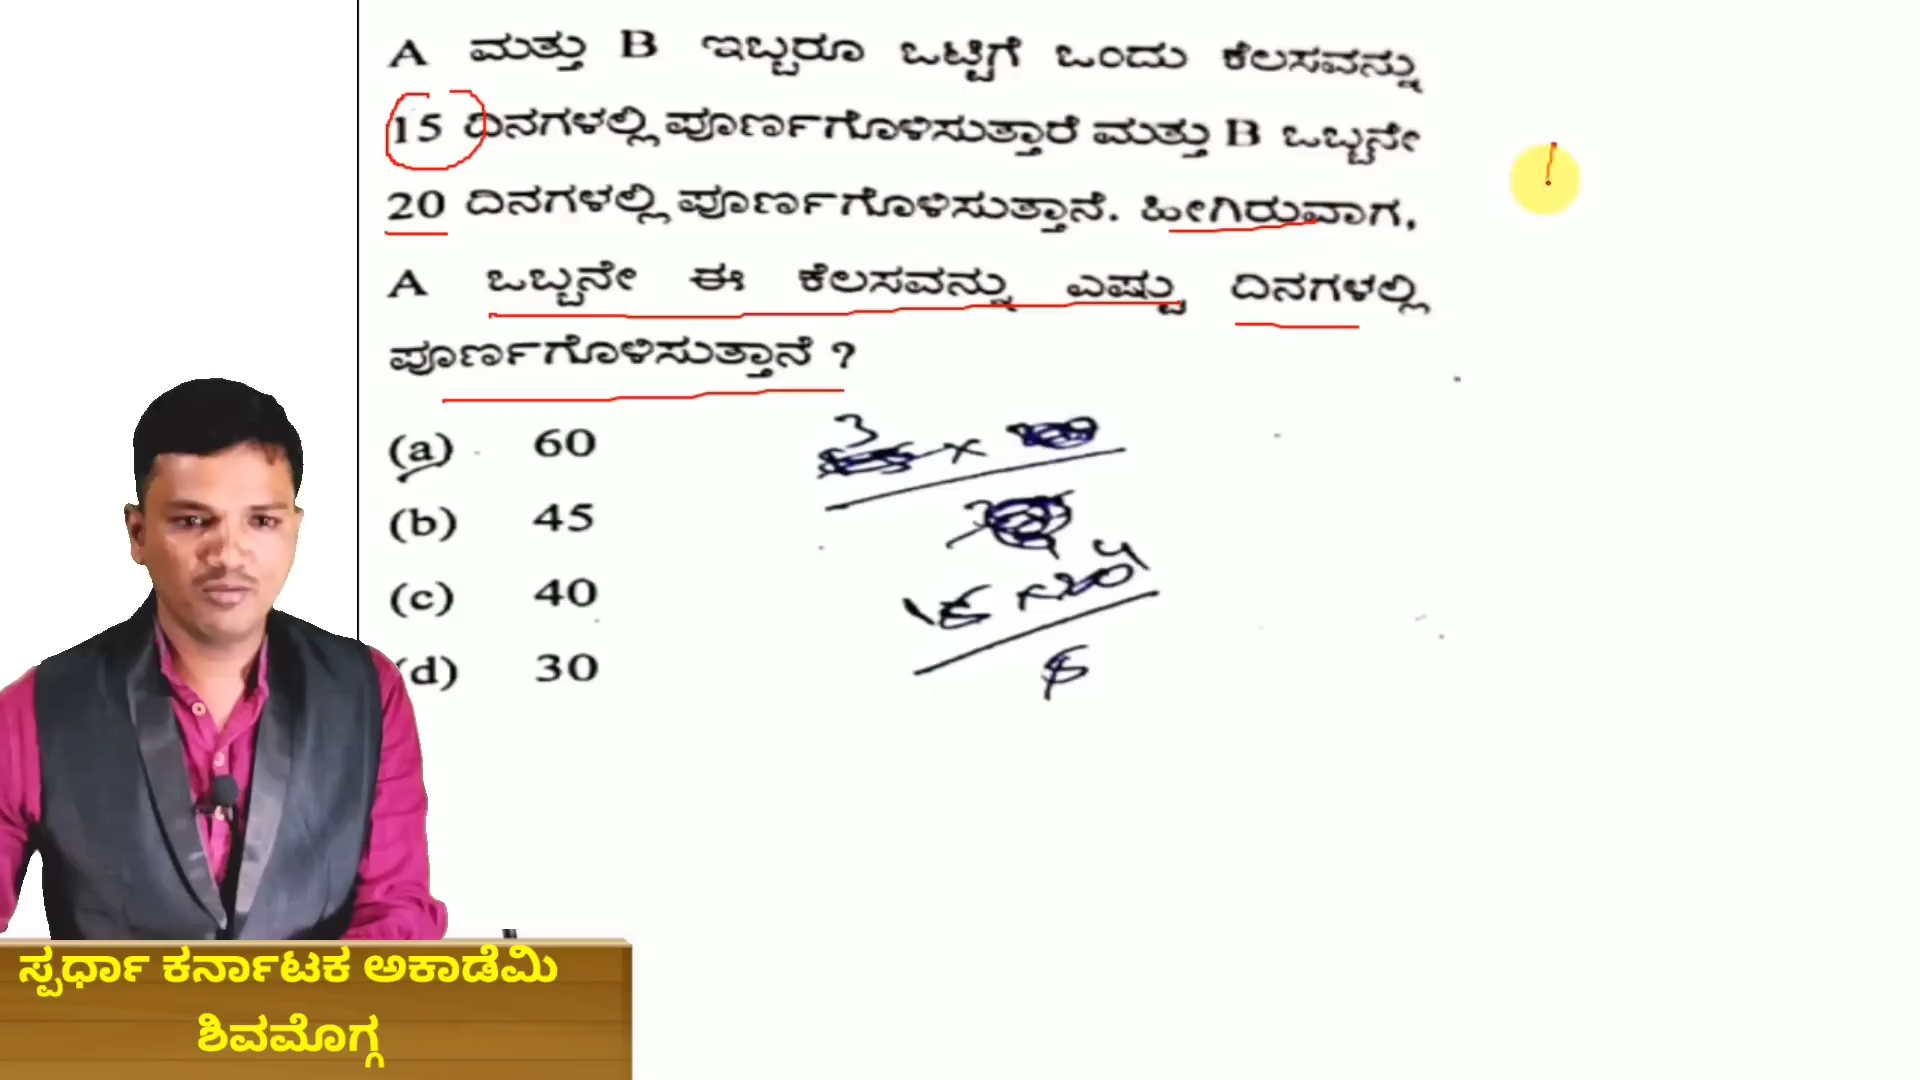 A ಮತ್ತು B ಇಬ್ಬರೂ ಒಟ್ಟಿಗೆ ಒಂದು ಕೆಲಸವನ್ನು
15 ದಿನಗಳಲ್ಲಿ ಪೂರ್ಣಗೊಳಿಸುತ್ತಾರೆ ಮತ್ತು B ಒಬ್ಬನೇ
20 ದಿನಗಳಲ್ಲಿ ಪೂರ್ಣಗೊಳಿಸುತ್ತಾನೆ. ಹೀಗಿರುವಾಗ,
A ಒಬ್ಬನೇ ಈ ಕೆಲಸವನ್ನು ಎಷ್ಟು ದಿನಗಳಲ್ಲಿ
ಪೂರ್ಣಗೊಳಿಸುತ್ತಾನೆ ?
(a) 60
(b) 45
(c) 40
(d) 30
ಸ್ಪರ್ಧಾ ಕರ್ನಾಟಕ ಅಕಾಡೆಮಿ
ಶಿವಮೊಗ್ಗ